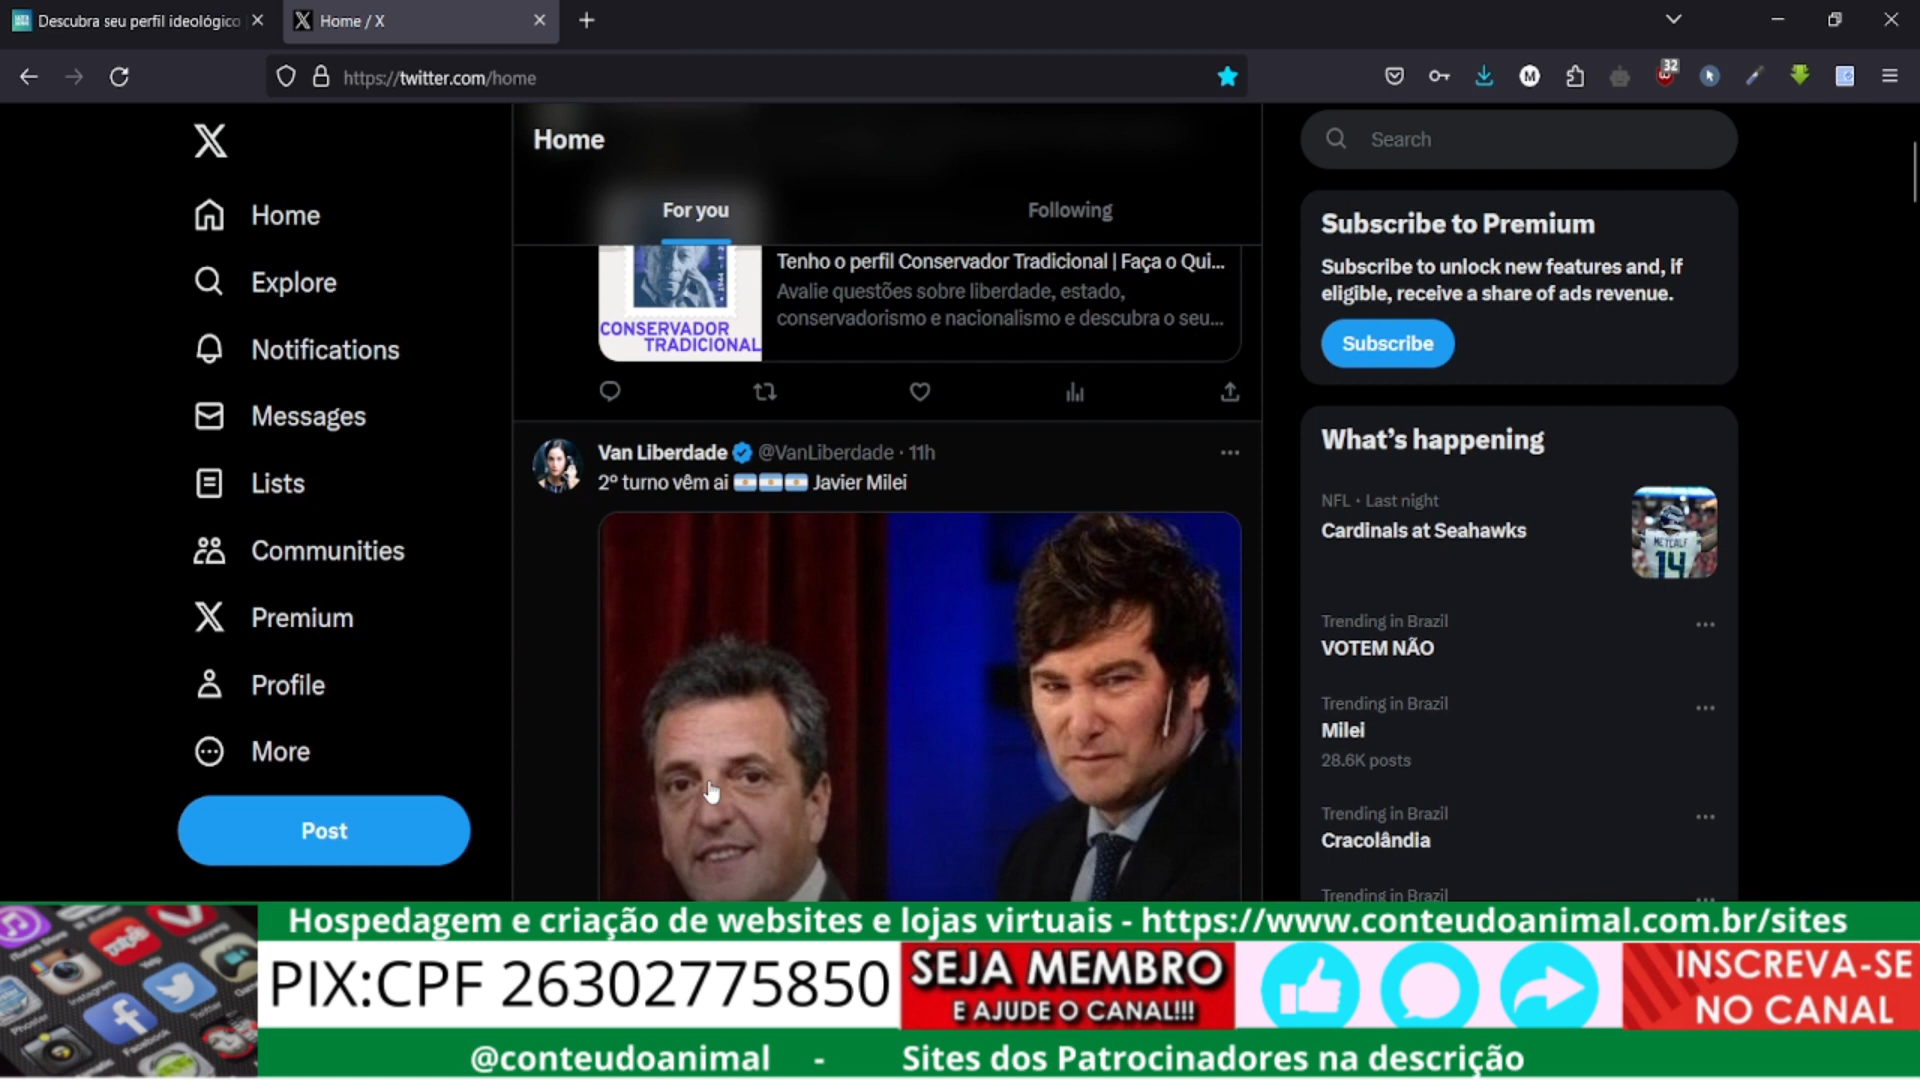 Descubra seu perfil ideológico
Home / X
https://twitter.com/home
32
M
Home
For you
Following
Search
Home
Explore
Notifications
Messages
Lists
Communities
Premium
Profile
More
Post
Tenho o perfil Conservador Tradicional | Faça o Qui...
Avalie questões sobre liberdade, estado,
conservadorismo e nacionalismo e descubra o seu...
CONSERVADOR
TRADICIONAL
Van Liberdade @VanLiberdade · 11h
2º turno vêm ai 🇦🇷🇦🇷🇦🇷 Javier Milei
Subscribe to Premium
Subscribe to unlock new features and, if
eligible, receive a share of ads revenue.
Subscribe
What’s happening
NFL · Last night
Cardinals at Seahawks
METCALF
14
Trending in Brazil
VOTEM NÃO
Trending in Brazil
Milei
28.6K posts
Trending in Brazil
Cracolândia
Trending in Brazil
Hospedagem e criação de websites e lojas virtuais - https://www.conteudoanimal.com.br/sites
PIX:CPF 26302775850
SEJA MEMBRO
E AJUDE O CANAL!!!
INSCREVA-SE
NO CANAL
@conteudoanimal - Sites dos Patrocinadores na descrição